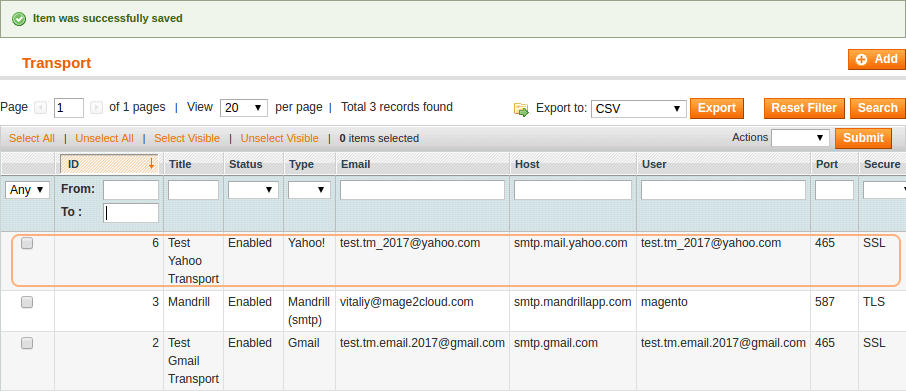 Item was successfully saved
Transport
Add
Page 1 of 1 pages | View 20 per page | Total 3 records found Export to: CSV Export Reset Filter Search
Select All | Unselect All | Select Visible | Unselect Visible | 0 items selected Actions Submit
ID Title Status Type Email Host User Port Secure
Any From:
To :
6 Test Enabled Yahoo! test.tm_2017@yahoo.com smtp.mail.yahoo.com test.tm_2017@yahoo.com 465 SSL
Yahoo
Transport
3 Mandrill Enabled Mandrill vitaliy@mage2cloud.com smtp.mandrillapp.com magento 587 TLS
(smtp)
2 Test Enabled Gmail test.tm.email.2017@gmail.com smtp.gmail.com test.tm.email.2017@gmail.com 465 SSL
Gmail
Transport